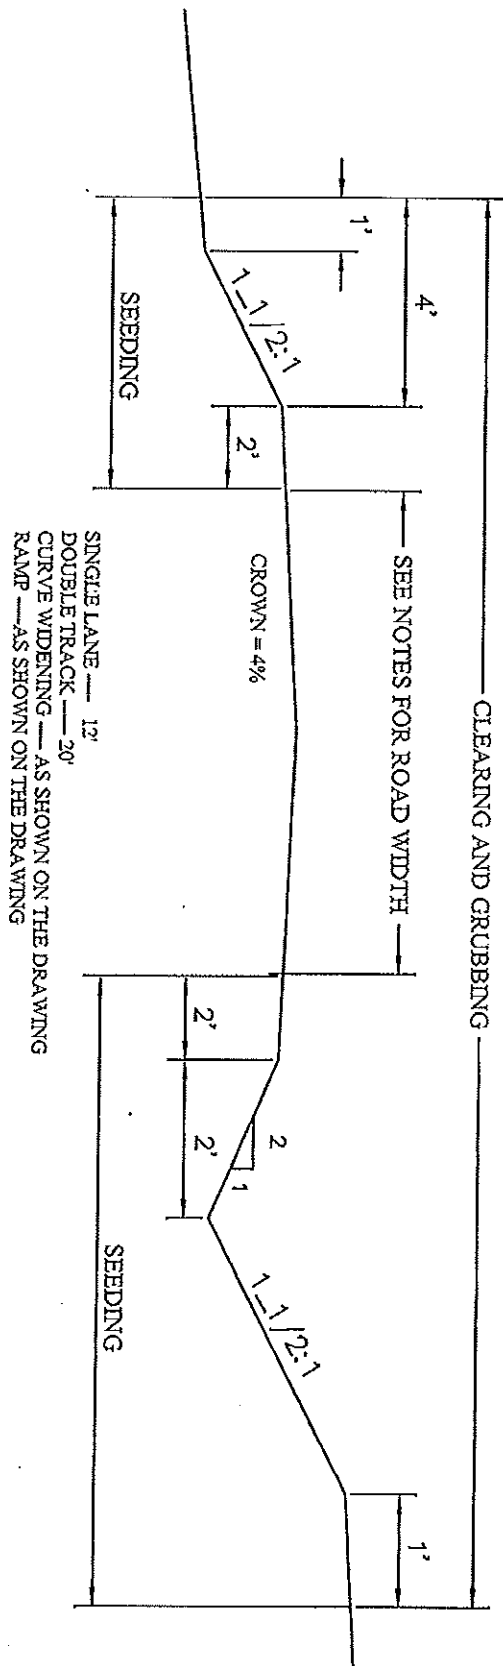 CLEARING AND GRUBBING
4'
SEE NOTES FOR ROAD WIDTH
1'
1'
1_1/2:1
2'
CROWN = 4%
2'
2'
2
1
1_1/2:1
SEEDING
SEEDING
SINGLE LANE --- 12'
DOUBLE TRACK --- 20'
CURVE WIDENING --- AS SHOWN ON THE DRAWING
RAMP --- AS SHOWN ON THE DRAWING